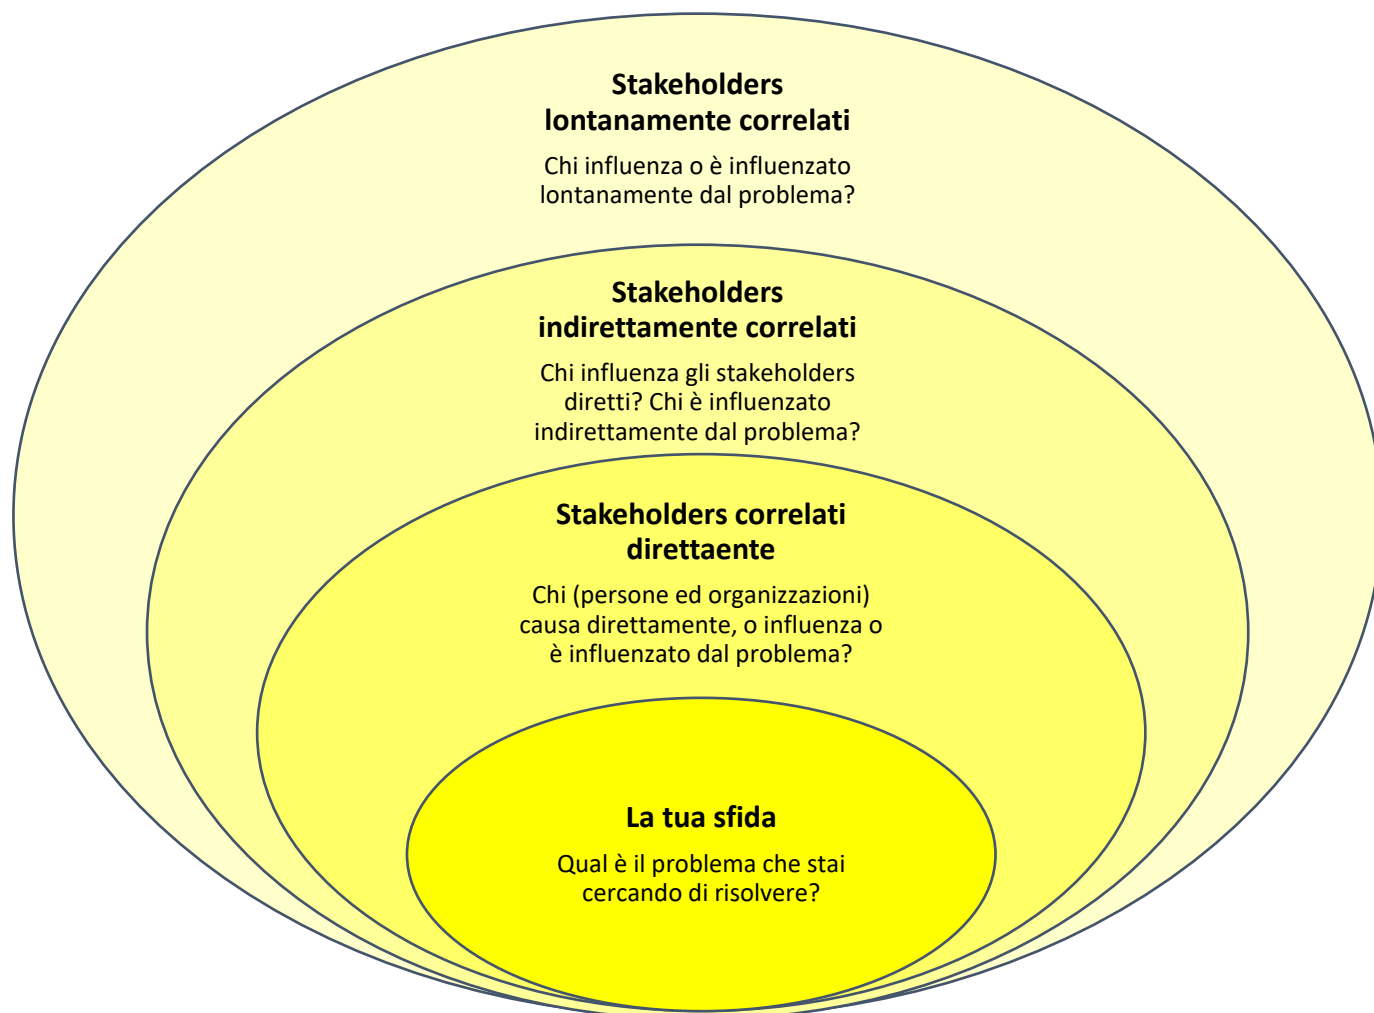 Stakeholders
lontanamente correlati
Chi influenza o è influenzato
lontanamente dal problema?
Stakeholders
indirettamente correlati
Chi influenza gli stakeholders
diretti? Chi è influenzato
indirettamente dal problema?
Stakeholders correlati
direttaente
Chi (persone ed organizzazioni)
causa direttamente, o influenza o
è influenzato dal problema?
La tua sfida
Qual è il problema che stai
cercando di risolvere?